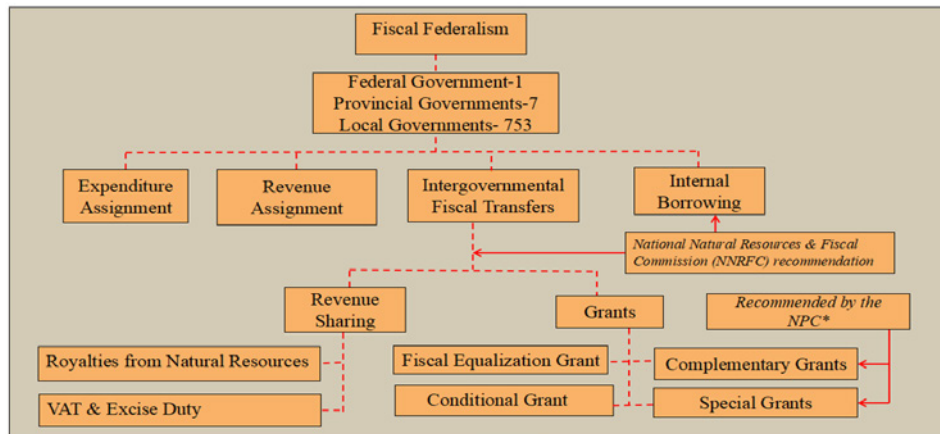 Fiscal Federalism
Federal Government-1
Provincial Governments-7
Local Governments- 753
Expenditure
Assignment
Revenue
Assignment
Intergovernmental
Fiscal Transfers
Internal
Borrowing
National Natural Resources & Fiscal
Commission (NNRFC) recommendation
Revenue
Sharing
Grants
Recommended by the
NPC*
Royalties from Natural Resources
Fiscal Equalization Grant
Complementary Grants
VAT & Excise Duty
Conditional Grant
Special Grants